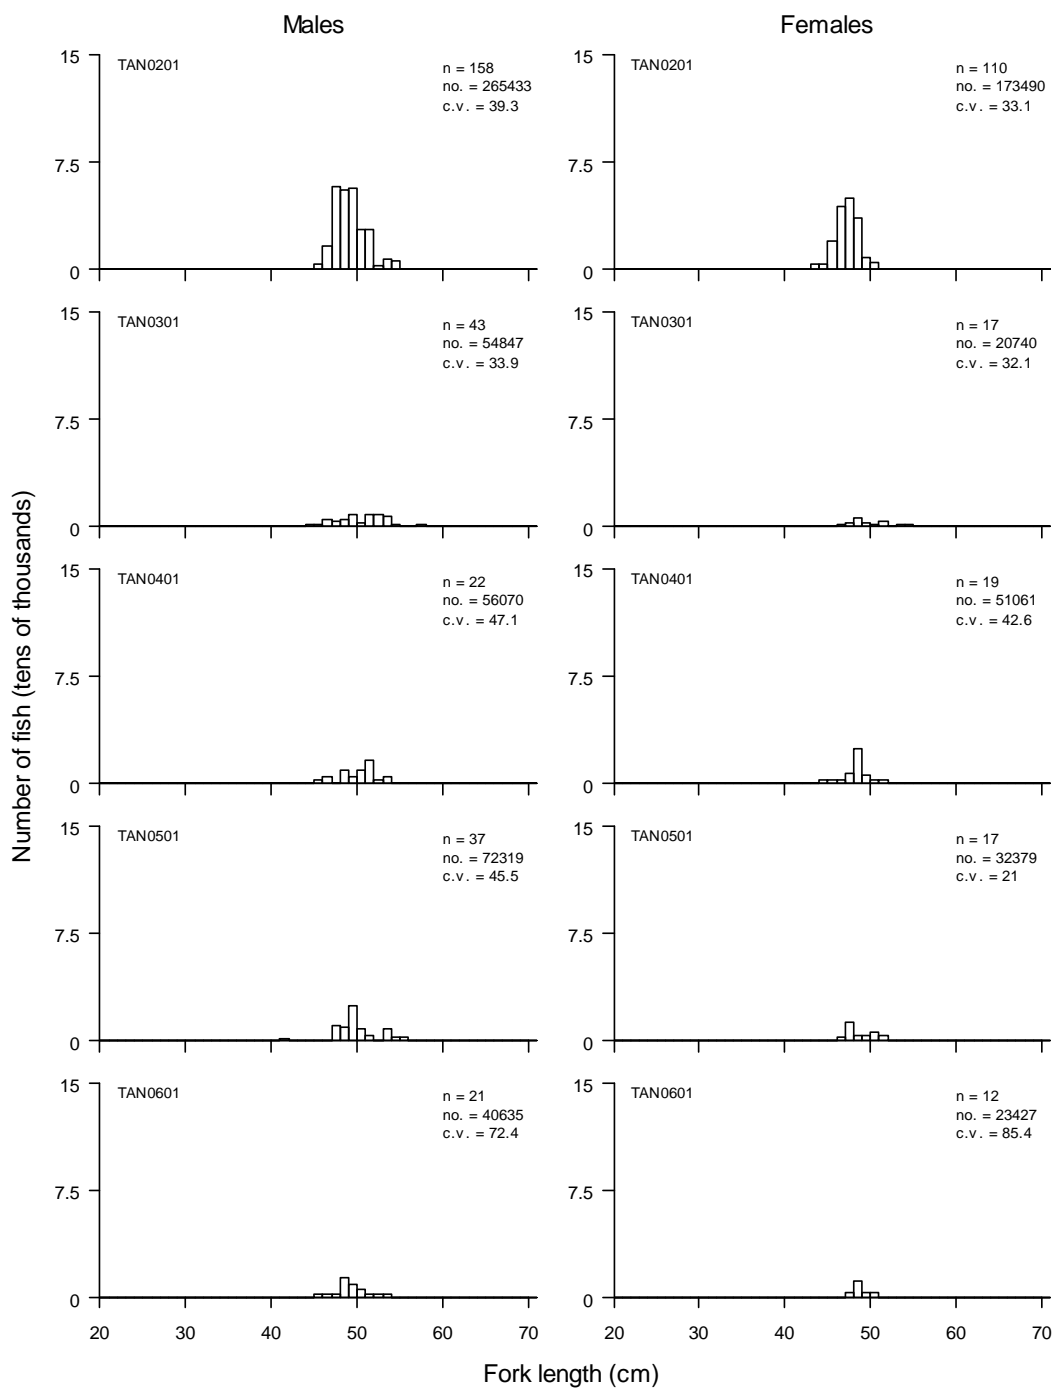 Males Females
15 TAN0201 n = 158 no. = 265433 c.v. = 39.3
7.5
0
20 30 40 50 60 70
15 TAN0201 n = 110 no. = 173490 c.v. = 33.1
7.5
0
20 30 40 50 60 70
15 TAN0301 n = 43 no. = 54847 c.v. = 33.9
7.5
0
15 TAN0301 n = 17 no. = 20740 c.v. = 32.1
7.5
0
15 TAN0401 n = 22 no. = 56070 c.v. = 47.1
7.5
0
15 TAN0401 n = 19 no. = 51061 c.v. = 42.6
7.5
0
15 TAN0501 n = 37 no. = 72319 c.v. = 45.5
7.5
0
15 TAN0501 n = 17 no. = 32379 c.v. = 21
7.5
0
15 TAN0601 n = 21 no. = 40635 c.v. = 72.4
7.5
0
15 TAN0601 n = 12 no. = 23427 c.v. = 85.4
7.5
0
Number of fish (tens of thousands)
Fork length (cm)